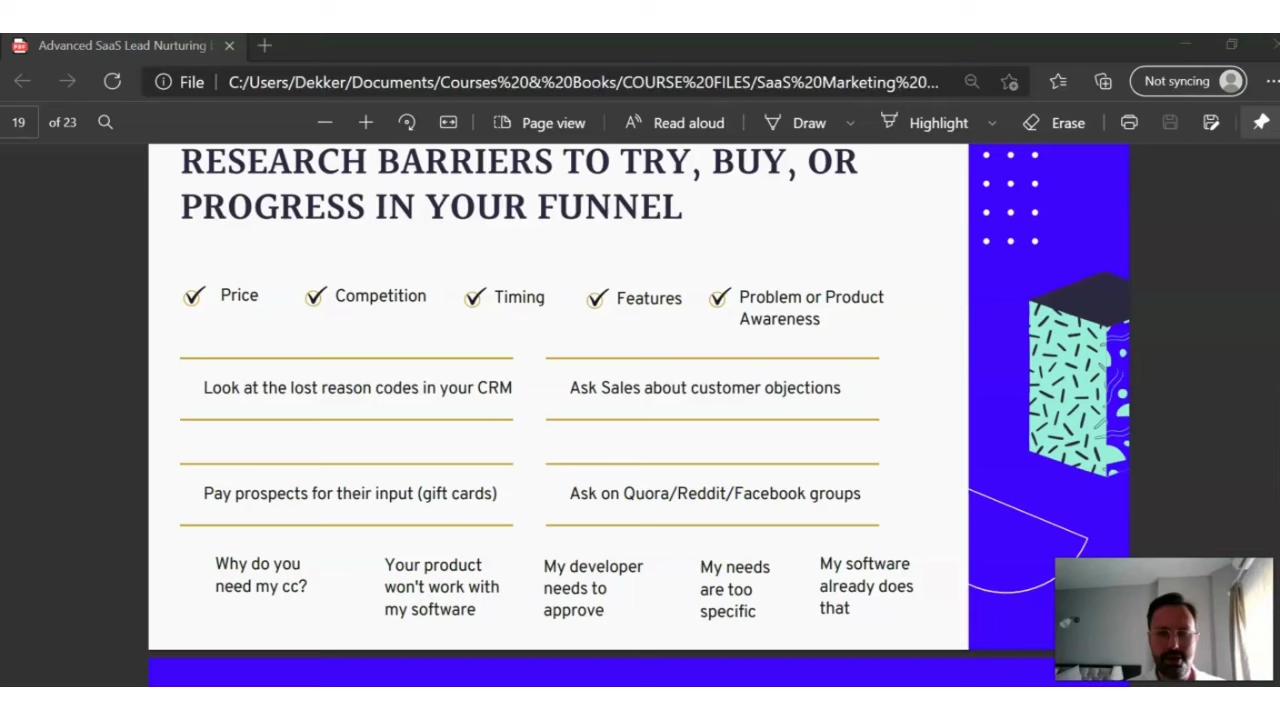 Advanced SaaS Lead Nurturing
Not syncing
File
C:/Users/Dekker/Documents/Courses%20&%20Books/COURSE%20FILES/SaaS%20Marketing%20...
19 of 23
Page view
Read aloud
Draw
Highlight
Erase
RESEARCH BARRIERS TO TRY, BUY, OR
PROGRESS IN YOUR FUNNEL
Price
Competition
Timing
Features
Problem or Product
Awareness
Look at the lost reason codes in your CRM
Ask Sales about customer objections
Pay prospects for their input (gift cards)
Ask on Quora/Reddit/Facebook groups
Why do you
need my cc?
Your product
won't work with
my software
My developer
needs to
approve
My needs
are too
specific
My software
already does
that